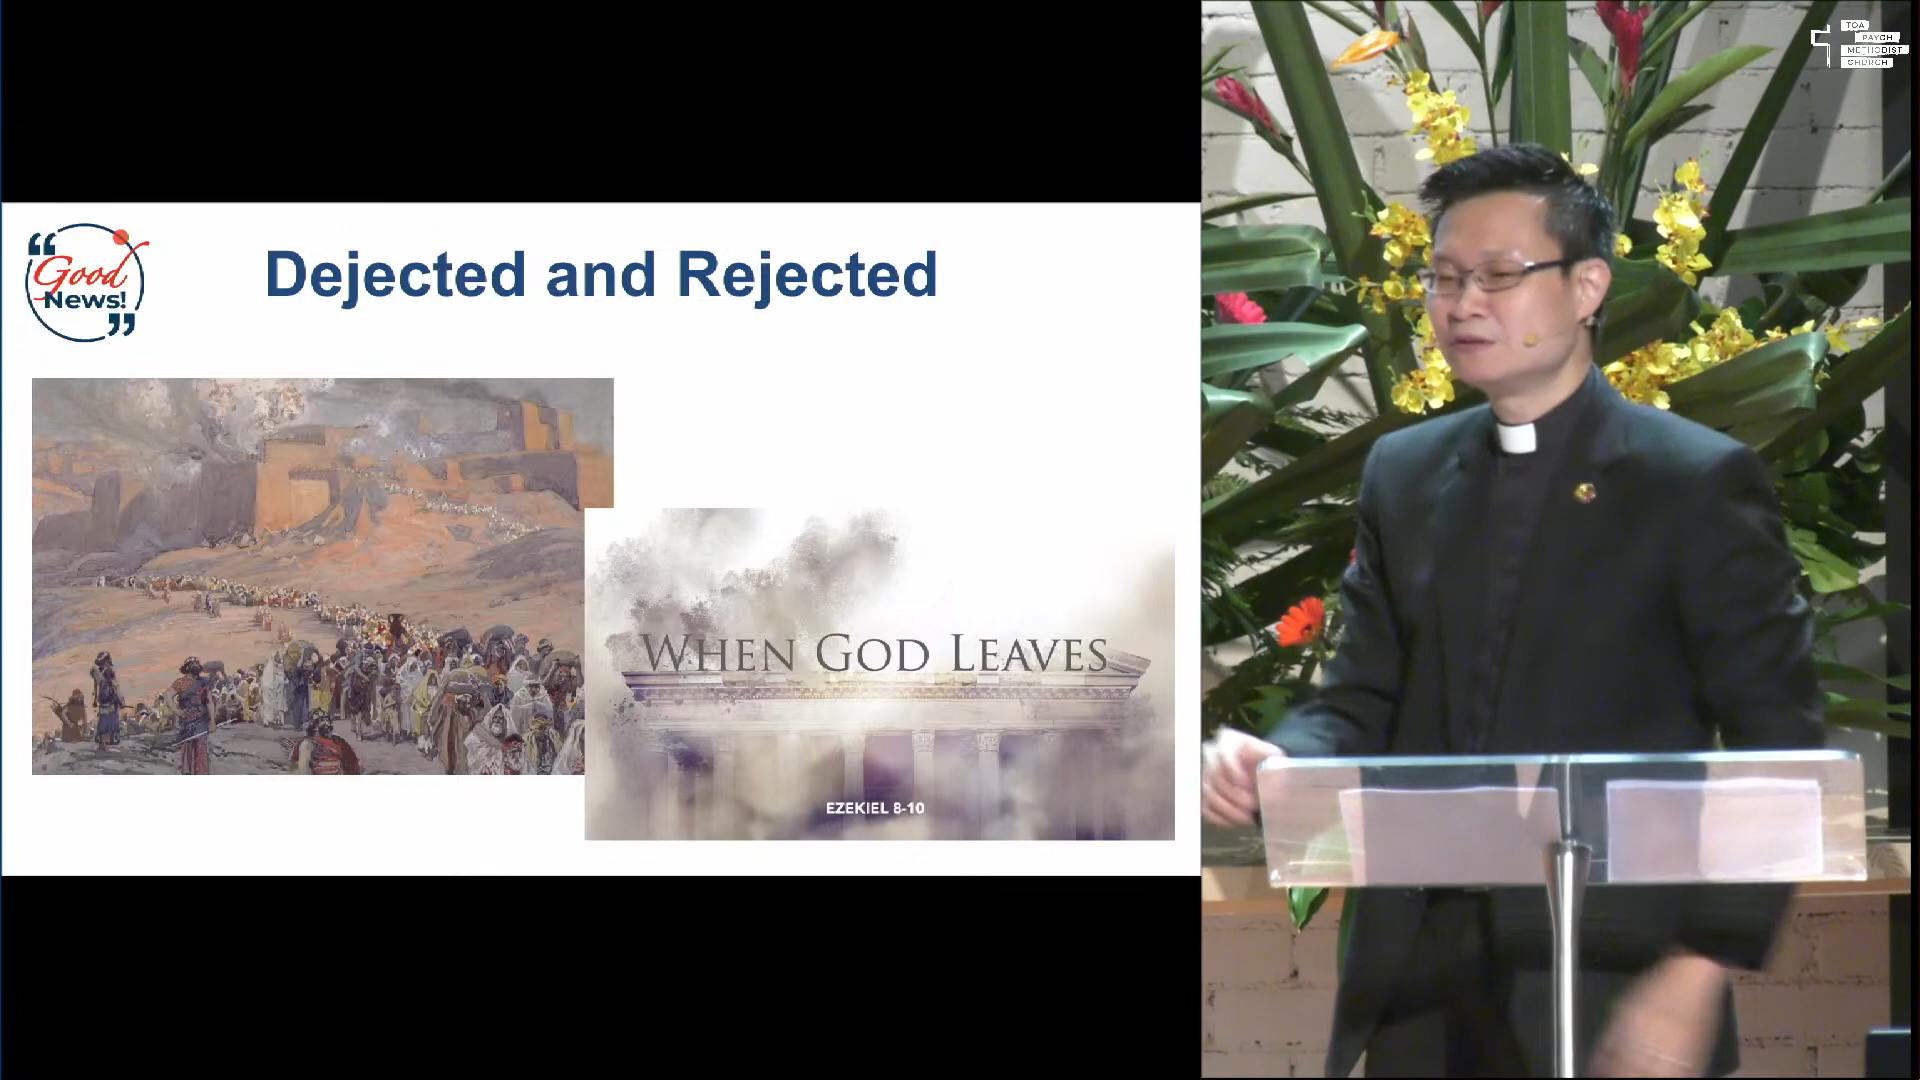 “Good
News!”
Dejected and Rejected
WHEN GOD LEAVES
EZEKIEL 8-10
TOA
PAYOH
METHODIST
CHURCH